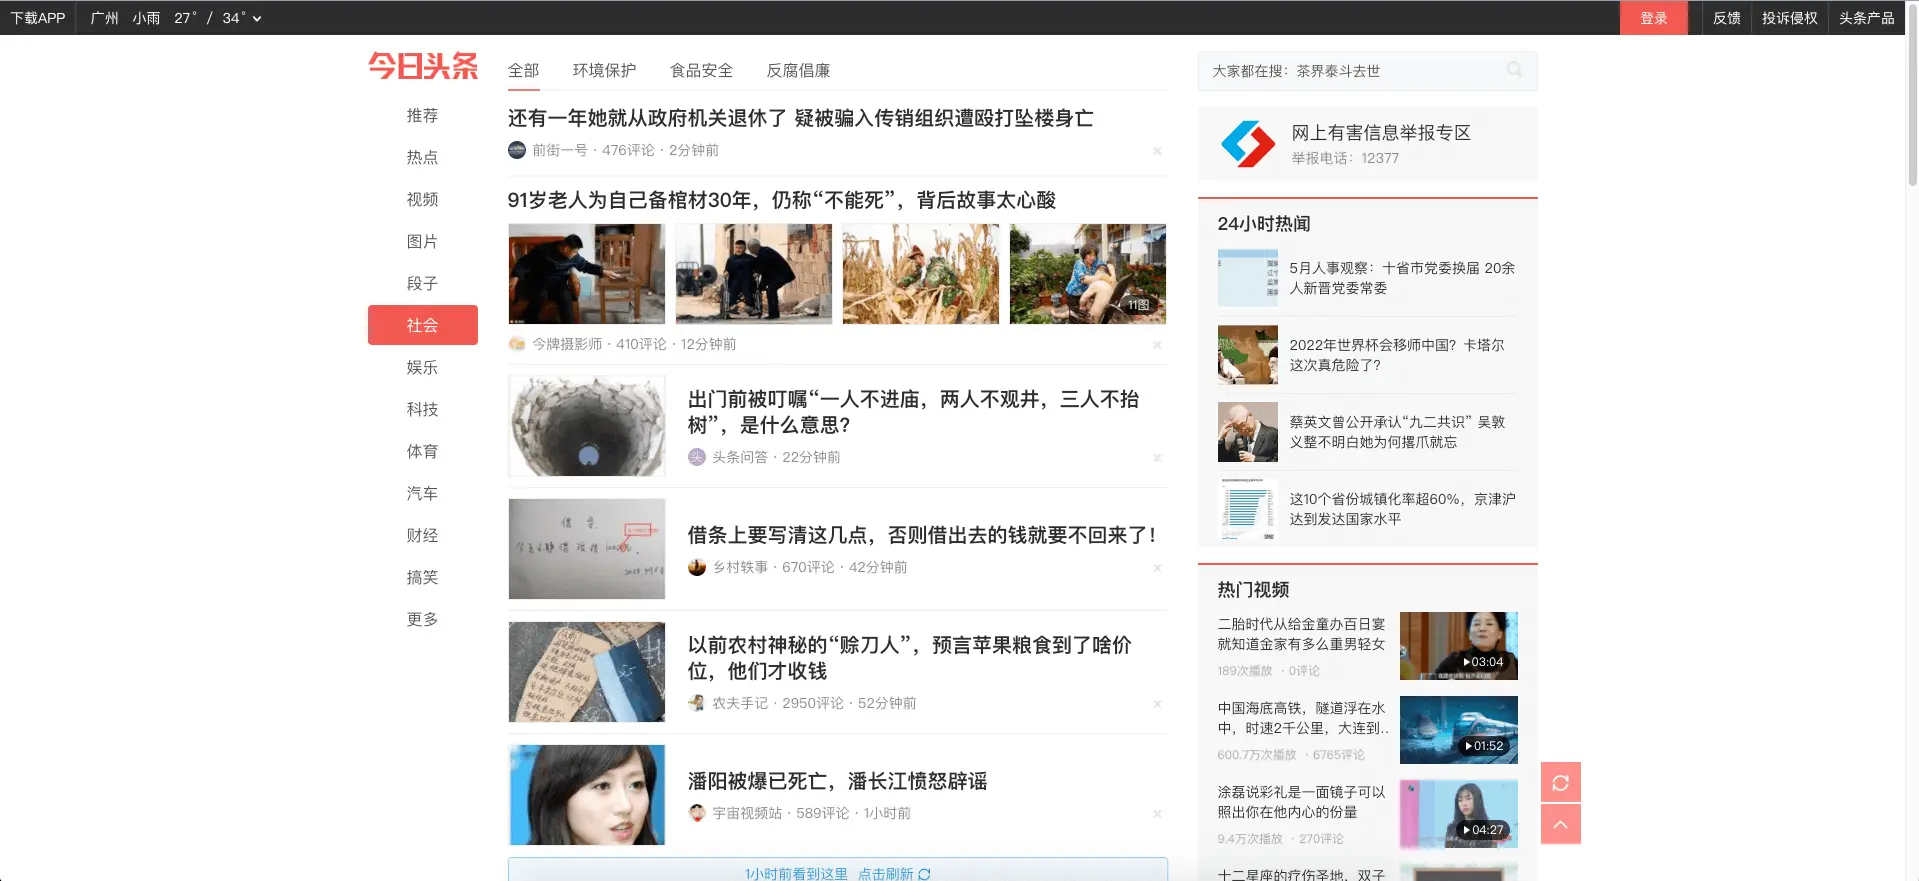 下载APP
广州 小雨 27° / 34°
登录
反馈
投诉侵权
头条产品
今日头条
推荐
热点
视频
图片
段子
社会
娱乐
科技
体育
汽车
财经
搞笑
更多
全部 环境保护 食品安全 反腐倡廉
还有一年她就从政府机关退休了 疑被骗入传销组织遭殴打坠楼身亡
前街一号 · 476评论 · 2分钟前
91岁老人为自己备棺材30年，仍称“不能死”，背后故事太心酸
11图
今牌摄影师 · 410评论 · 12分钟前
出门前被叮嘱“一人不进庙，两人不观井，三人不抬
树”，是什么意思?
头 头条问答 · 22分钟前
借条上要写清这几点，否则借出去的钱就要不回来了!
乡村轶事 · 670评论 · 42分钟前
以前农村神秘的“赊刀人”，预言苹果粮食到了啥价
位，他们才收钱
农夫手记 · 2950评论 · 52分钟前
潘阳被爆已死亡，潘长江愤怒辟谣
宇宙视频站 · 589评论 · 1小时前
1小时前看到这里 点击刷新
大家都在搜：茶界泰斗去世
网上有害信息举报专区
举报电话：12377
24小时热闻
5月人事观察：十省市党委换届 20余
人新晋党委常委
2022年世界杯会移师中国？卡塔尔
这次真危险了?
蔡英文曾公开承认“九二共识” 吴敦
义整不明白她为何撂爪就忘
这10个省份城镇化率超60%，京津沪
达到发达国家水平
热门视频
二胎时代从给金童办百日宴
就知道金家有多么重男轻女
189次播放 · 0评论
03:04
中国海底高铁，隧道浮在水
中，时速2千公里，大连到..
600.7万次播放 · 6765评论
01:52
涂磊说彩礼是一面镜子可以
照出你在他内心的份量
9.4万次播放 · 270评论
04:27
十二星座的疗伤圣地，双子